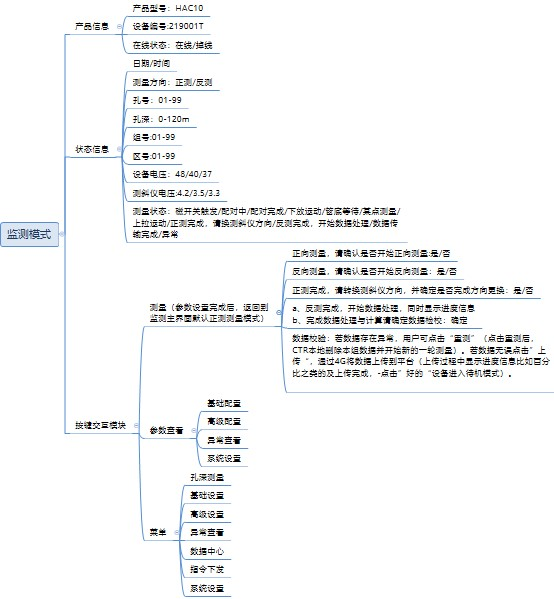 监测模式
产品信息
产品型号：HAC10
设备编号:219001T
在线状态：在线/掉线
状态信息
日期/时间
测量方向：正测/反测
孔号：01-99
孔深：0-120m
组号:01-99
区号:01-99
设备电压：48/40/37
测斜仪电压:4.2/3.5/3.3
测量状态：磁开关触发/配对中/配对完成/下放运动/管底等待/某点测量/
上拉运动/正测完成，请换测斜仪方向/反测完成，开始数据处理/数据传
输完成/异常
按键交互模块
测量（参数设置完成后，返回到
监测主界面默认正测测量模式）
正向测量，请确认是否开始正向测量:是/否
反向测量，请确认是否开始反向测量：是/否
正测完成，请转换测斜仪方向，并确定是否完成方向更换：是/否
a、反测完成，开始数据处理，同时显示进度信息
b、完成数据处理与计算请确定数据检校：确定
数据校验：若数据存在异常，用户可点击“重测”（点击重测后，
CTR本地删除本组数据并开始新的一轮测量）。若数据无误点击”上
传“，通过4G将数据上传到平台（上传过程中显示进度信息比如百分
比之类的及上传完成，-点击”好的“设备进入待机模式）。
参数查看
基础配置
高级配置
异常查看
系统设置
菜单
孔深测量
基础设置
高级设置
异常查看
数据中心
指令下发
系统设置